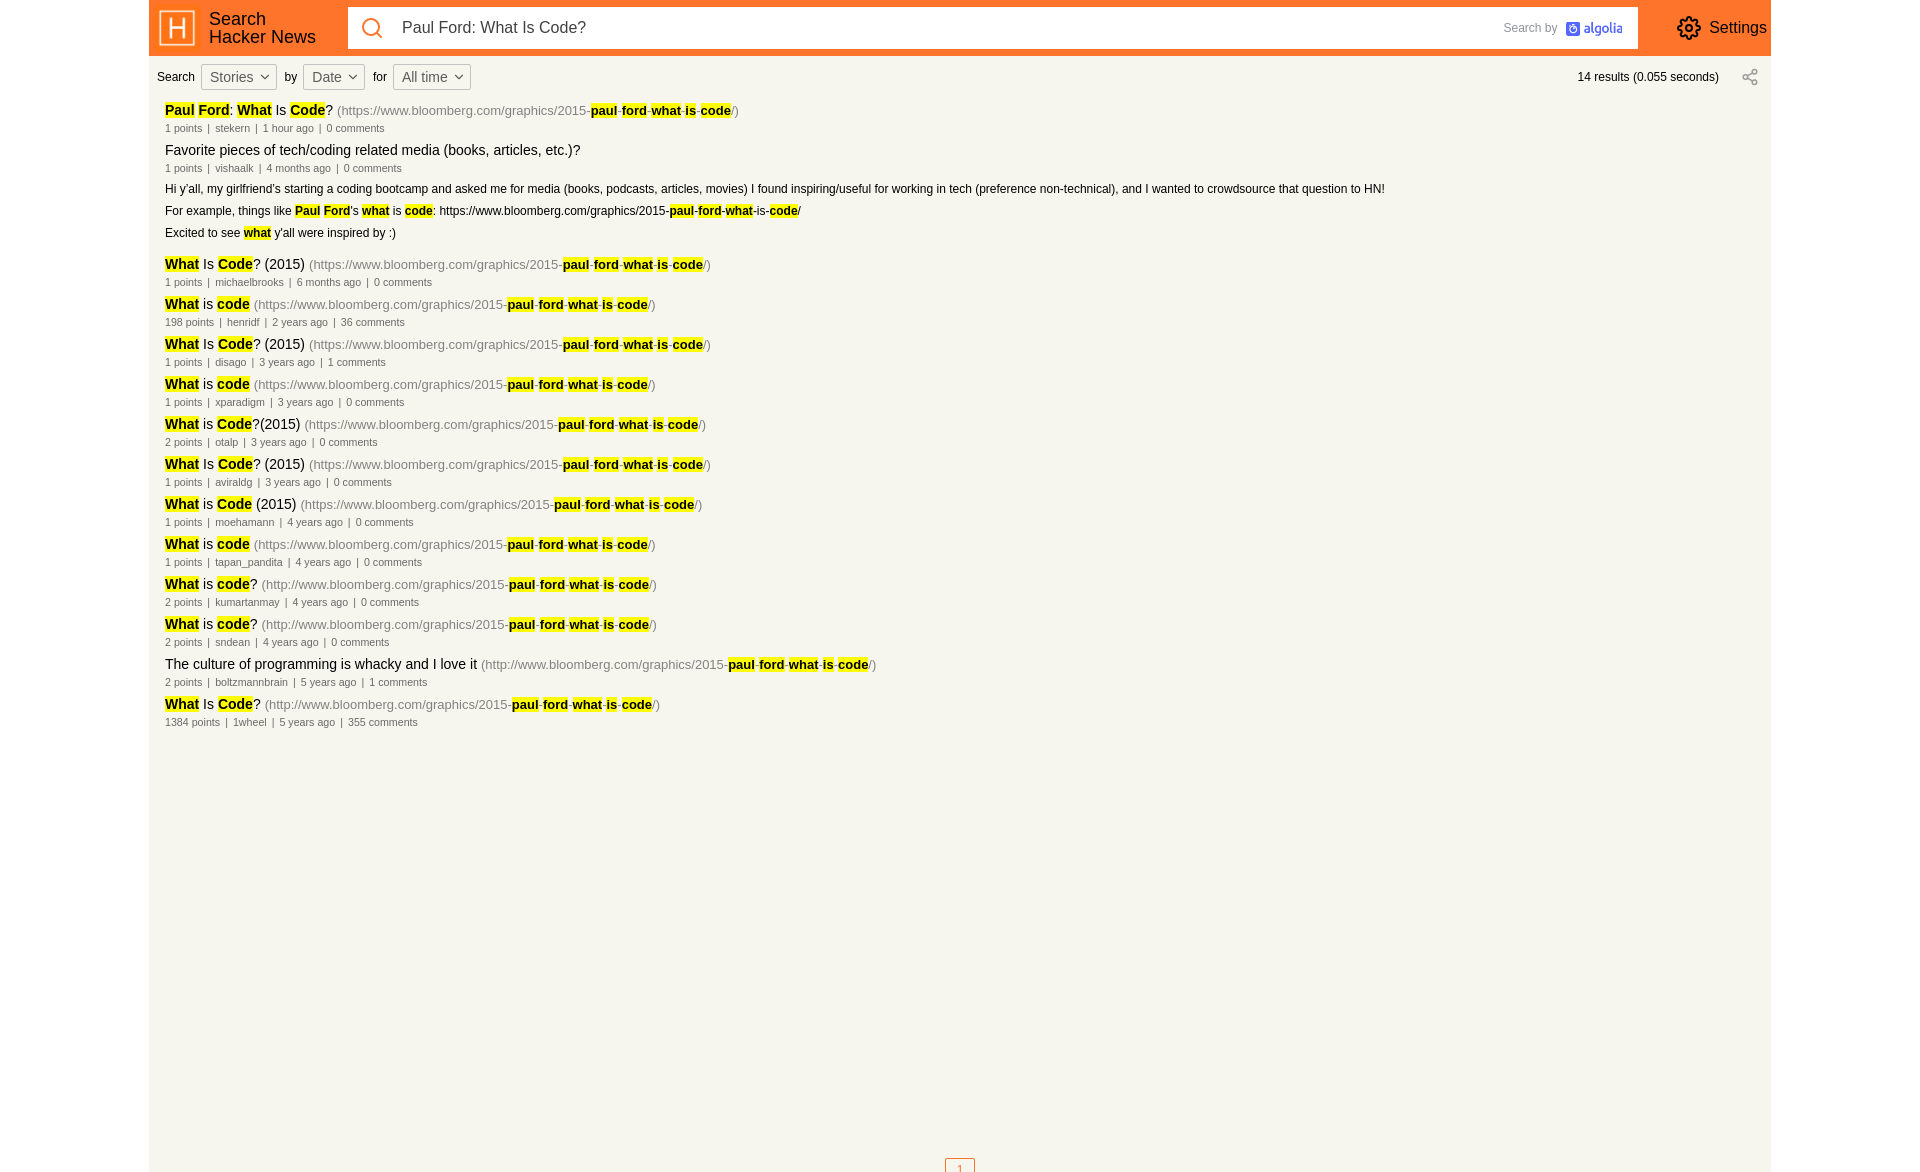 Search
Hacker News
Paul Ford: What Is Code?
Search by algolia
Settings
Search Stories by Date for All time
14 results (0.055 seconds)
Paul Ford: What Is Code? (https://www.bloomberg.com/graphics/2015-paul-ford-what-is-code/)
1 points | stekern | 1 hour ago | 0 comments
Favorite pieces of tech/coding related media (books, articles, etc.)?
1 points | vishaalk | 4 months ago | 0 comments
Hi y'all, my girlfriend's starting a coding bootcamp and asked me for media (books, podcasts, articles, movies) I found inspiring/useful for working in tech (preference non-technical), and I wanted to crowdsource that question to HN!
For example, things like Paul Ford's what is code: https://www.bloomberg.com/graphics/2015-paul-ford-what-is-code/
Excited to see what y'all were inspired by :)
What Is Code? (2015) (https://www.bloomberg.com/graphics/2015-paul-ford-what-is-code/)
1 points | michaelbrooks | 6 months ago | 0 comments
What is code (https://www.bloomberg.com/graphics/2015-paul-ford-what-is-code/)
198 points | henridf | 2 years ago | 36 comments
What Is Code? (2015) (https://www.bloomberg.com/graphics/2015-paul-ford-what-is-code/)
1 points | disago | 3 years ago | 1 comments
What is code (https://www.bloomberg.com/graphics/2015-paul-ford-what-is-code/)
1 points | xparadigm | 3 years ago | 0 comments
What is Code?(2015) (https://www.bloomberg.com/graphics/2015-paul-ford-what-is-code/)
2 points | otalp | 3 years ago | 0 comments
What Is Code? (2015) (https://www.bloomberg.com/graphics/2015-paul-ford-what-is-code/)
1 points | aviraldg | 3 years ago | 0 comments
What is Code (2015) (https://www.bloomberg.com/graphics/2015-paul-ford-what-is-code/)
1 points | moehamann | 4 years ago | 0 comments
What is code (https://www.bloomberg.com/graphics/2015-paul-ford-what-is-code/)
1 points | tapan_pandita | 4 years ago | 0 comments
What is code? (http://www.bloomberg.com/graphics/2015-paul-ford-what-is-code/)
2 points | kumartanmay | 4 years ago | 0 comments
What is code? (http://www.bloomberg.com/graphics/2015-paul-ford-what-is-code/)
2 points | sndean | 4 years ago | 0 comments
The culture of programming is whacky and I love it (http://www.bloomberg.com/graphics/2015-paul-ford-what-is-code/)
2 points | boltzmannbrain | 5 years ago | 1 comments
What Is Code? (http://www.bloomberg.com/graphics/2015-paul-ford-what-is-code/)
1384 points | 1wheel | 5 years ago | 355 comments
1